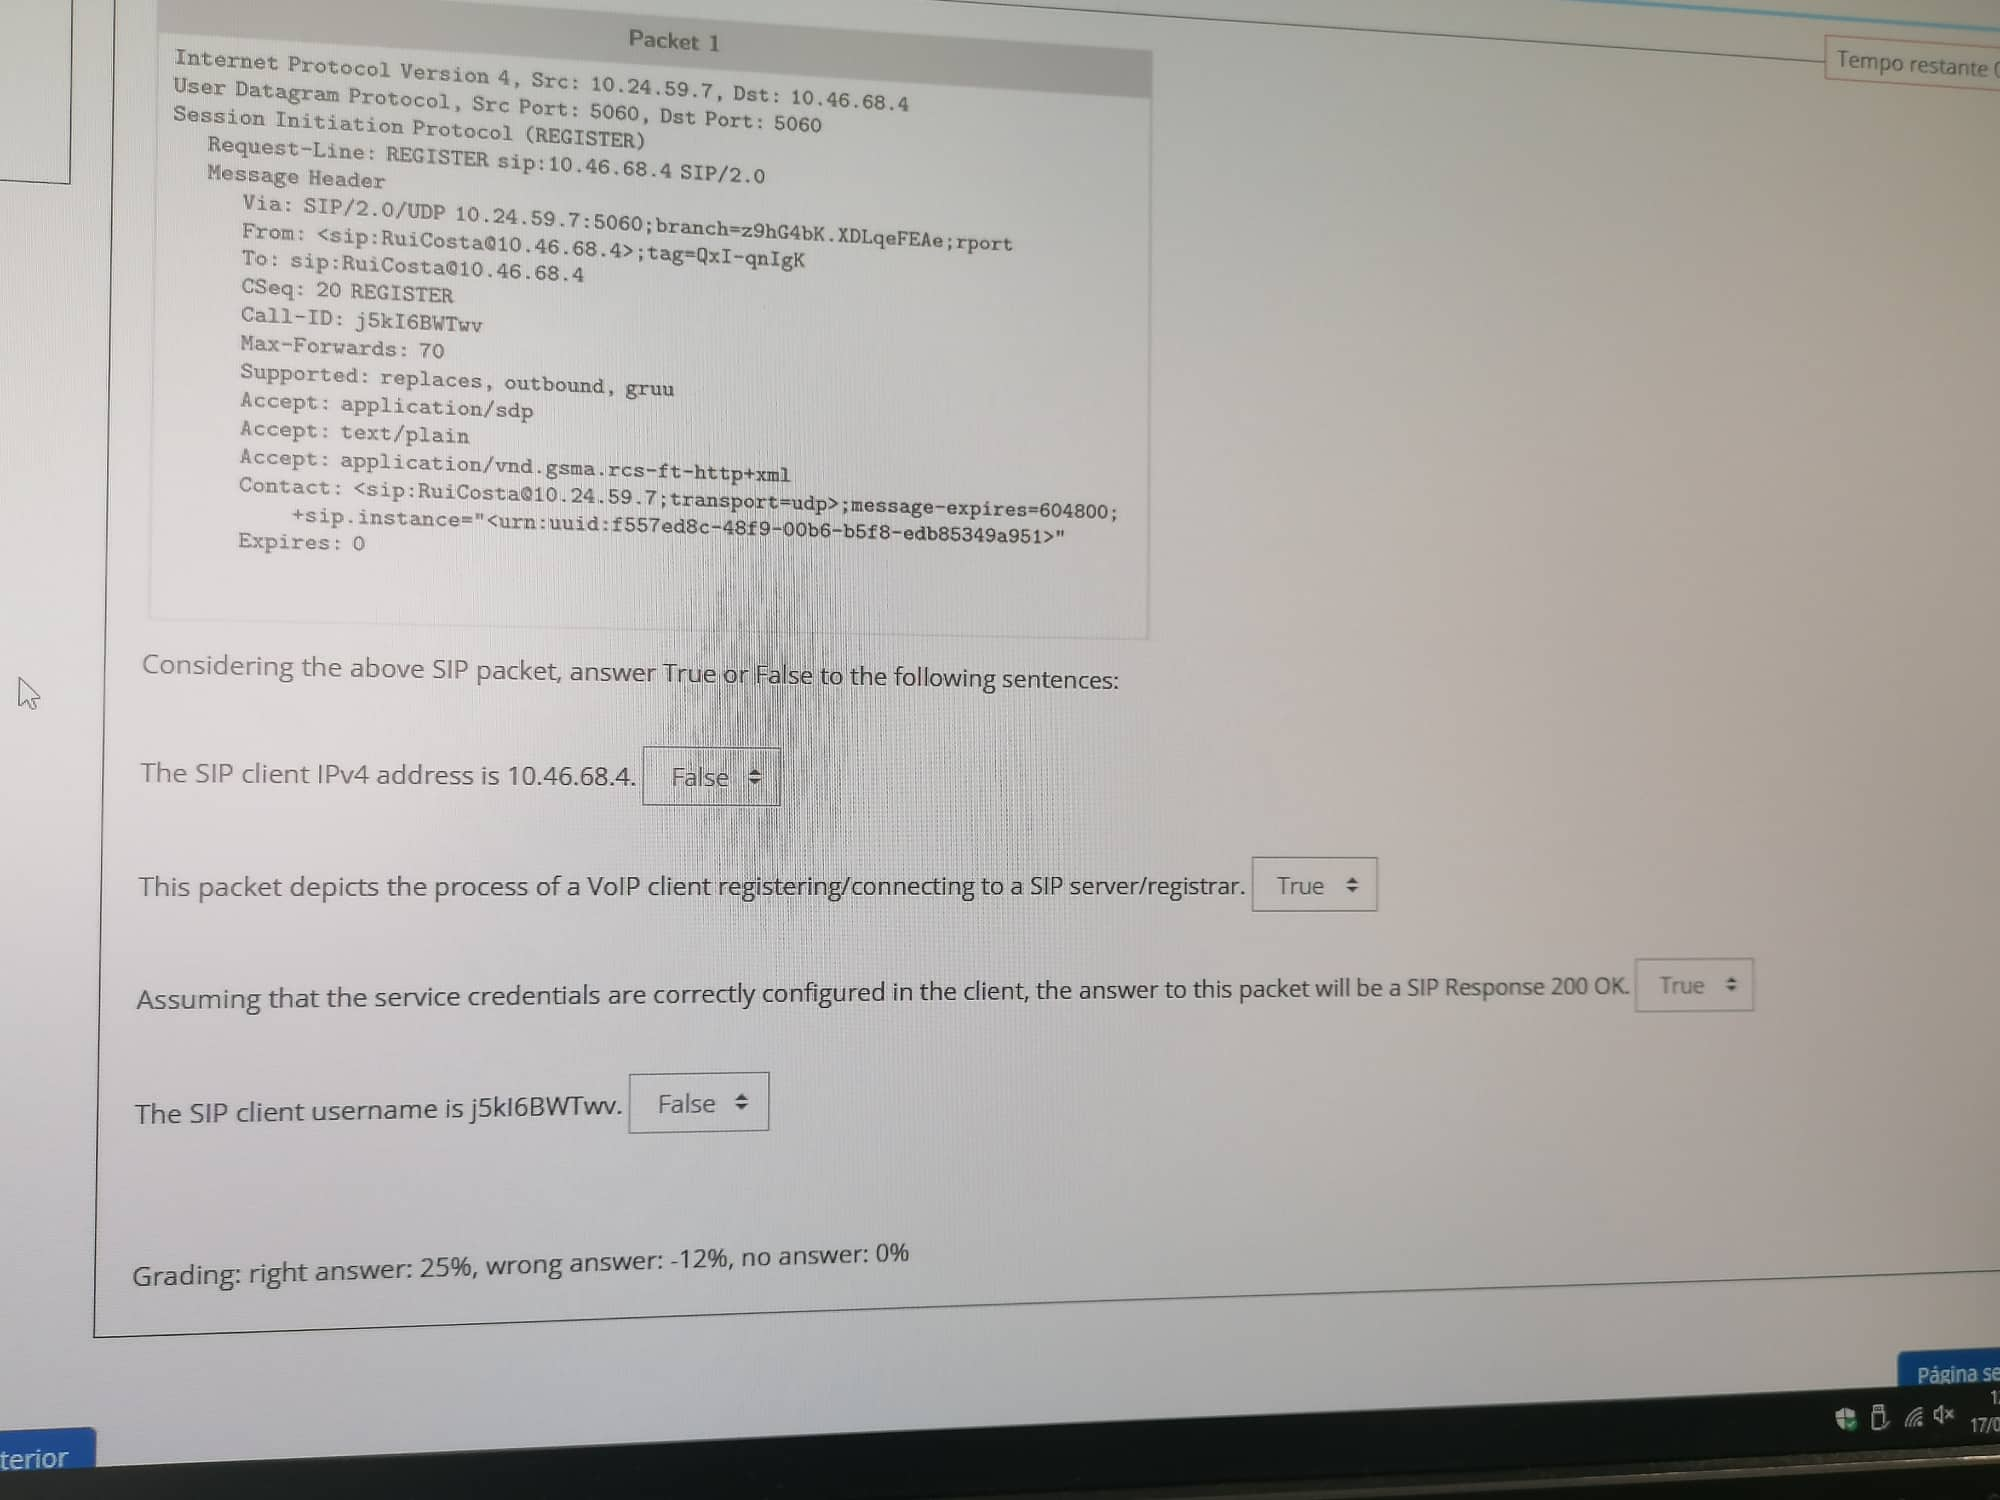 Packet 1
Tempo restante
Internet Protocol Version 4, Src: 10.24.59.7, Dst: 10.46.68.4
User Datagram Protocol, Src Port: 5060, Dst Port: 5060
Session Initiation Protocol (REGISTER)
Request-Line: REGISTER sip:10.46.68.4 SIP/2.0
Message Header
Via: SIP/2.0/UDP 10.24.59.7:5060;branch=z9hG4bK.XDLqeFEAe;rport
From: <sip:RuiCosta@10.46.68.4>;tag=QxI-qnIgK
To: sip:RuiCosta@10.46.68.4
CSeq: 20 REGISTER
Call-ID: j5kI6BWTwv
Max-Forwards: 70
Supported: replaces, outbound, gruu
Accept: application/sdp
Accept: text/plain
Accept: application/vnd.gsma.rcs-ft-http+xml
Contact: <sip:RuiCosta@10.24.59.7;transport=udp>;message-expires=604800;
+sip.instance="<urn:uuid:f557ed8c-48f9-00b6-b5f8-edb85349a951>"
Expires: 0
Considering the above SIP packet, answer True or False to the following sentences:
The SIP client IPv4 address is 10.46.68.4. False
This packet depicts the process of a VoIP client registering/connecting to a SIP server/registrar. True
Assuming that the service credentials are correctly configured in the client, the answer to this packet will be a SIP Response 200 OK. True
The SIP client username is j5kI6BWTwv. False
Grading: right answer: 25%, wrong answer: -12%, no answer: 0%
Página se
terior
17/0